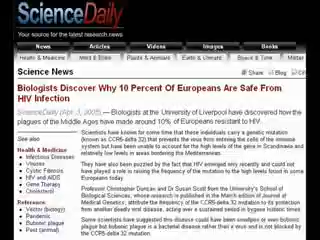 ScienceDaily
Your source for the latest research news
News Articles Videos Images Books
Health & Medicine Mind & Brain Plants & Animals Earth & Climate Space & Time Matter
Science News Share Blog
Biologists Discover Why 10 Percent Of Europeans Are Safe From HIV Infection
ScienceDaily (Apr. 3, 2005) — Biologists at the University of Liverpool have discovered how the
plagues of the Middle Ages have made around 10% of Europeans resistant to HIV.
See also:
Health & Medicine
Infectious Diseases
Viruses
Cystic Fibrosis
HIV and AIDS
Gene Therapy
Cholesterol
Reference
Vector (biology)
Pandemic
Bubonic plague
Past (animal)
Scientists have known for some time that these individuals carry a genetic mutation
(known as CCR5-delta 32) that prevents the virus from entering the cells of the immune
system but have been unable to account for the high levels of the gene in Scandinavia and
relatively low levels in areas bordering the Mediterranean.
They have also been puzzled by the fact that HIV emerged only recently and could not
have played a role in raising the frequency of the mutation to the high levels found in some
Europeans today.
Professor Christopher Duncan and Dr Susan Scott from the University's School of
Biological Sciences, whose research is published in the March edition of Journal of
Medical Genetics, attribute the frequency of the CCR5-delta 32 mutation to its protection
from another deadly viral disease, acting over a sustained period in bygone historic times.
Some scientists have suggested this disease could have been smallpox or even bubonic
plague but bubonic plague is a bacterial disease rather than a virus and is not blocked by
the CCR5-delta 32 mutation.